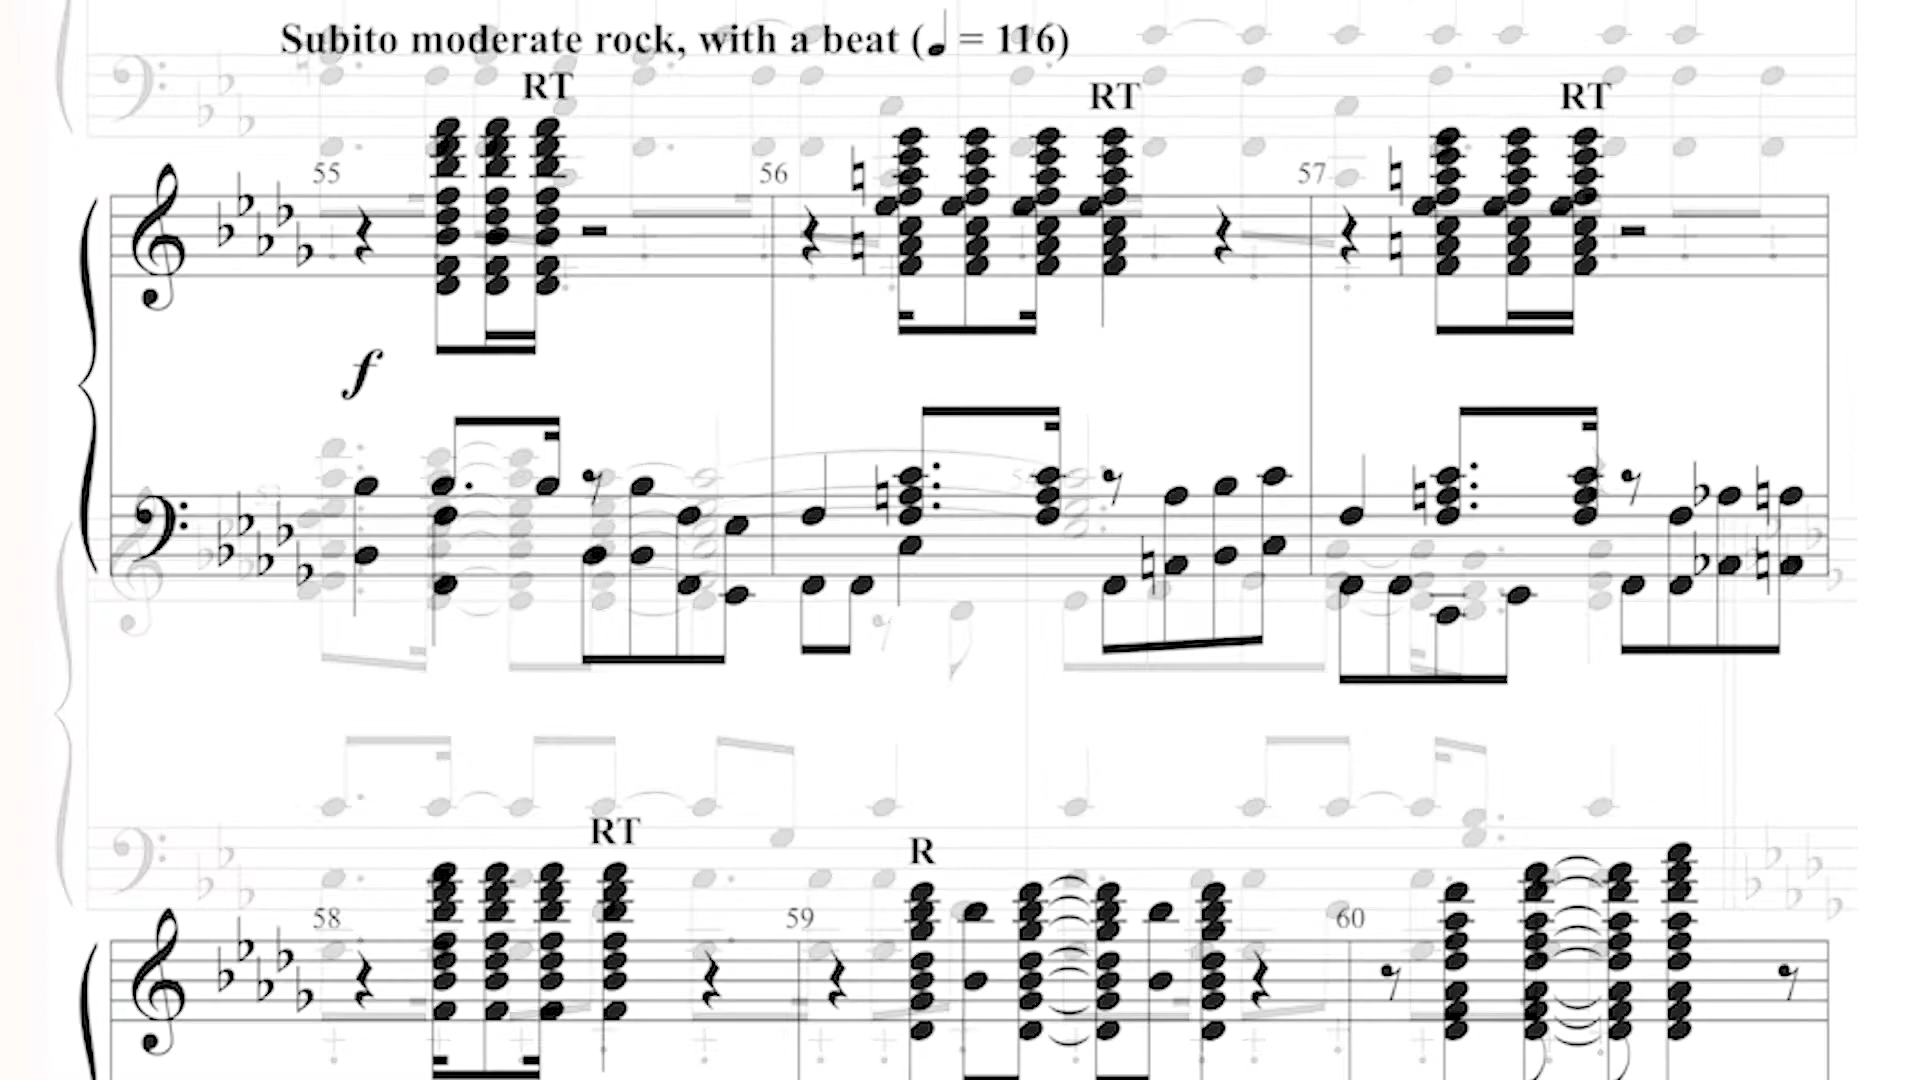 Subito moderate rock, with a beat (♩ = 116)
RT
RT
RT
55
56
57
f
RT
R
58
59
60